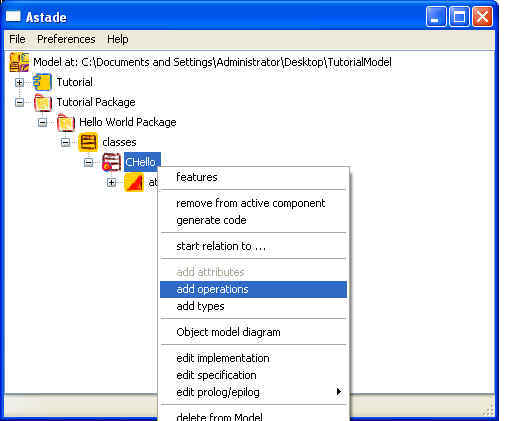 Astade
File Preferences Help
Model at: C:\Documents and Settings\Administrator\Desktop\TutorialModel
Tutorial
Tutorial Package
Hello World Package
classes
CHello
at
features
remove from active component
generate code
start relation to ...
add attributes
add operations
add types
Object model diagram
edit implementation
edit specification
edit prolog/epilog
delete from Model